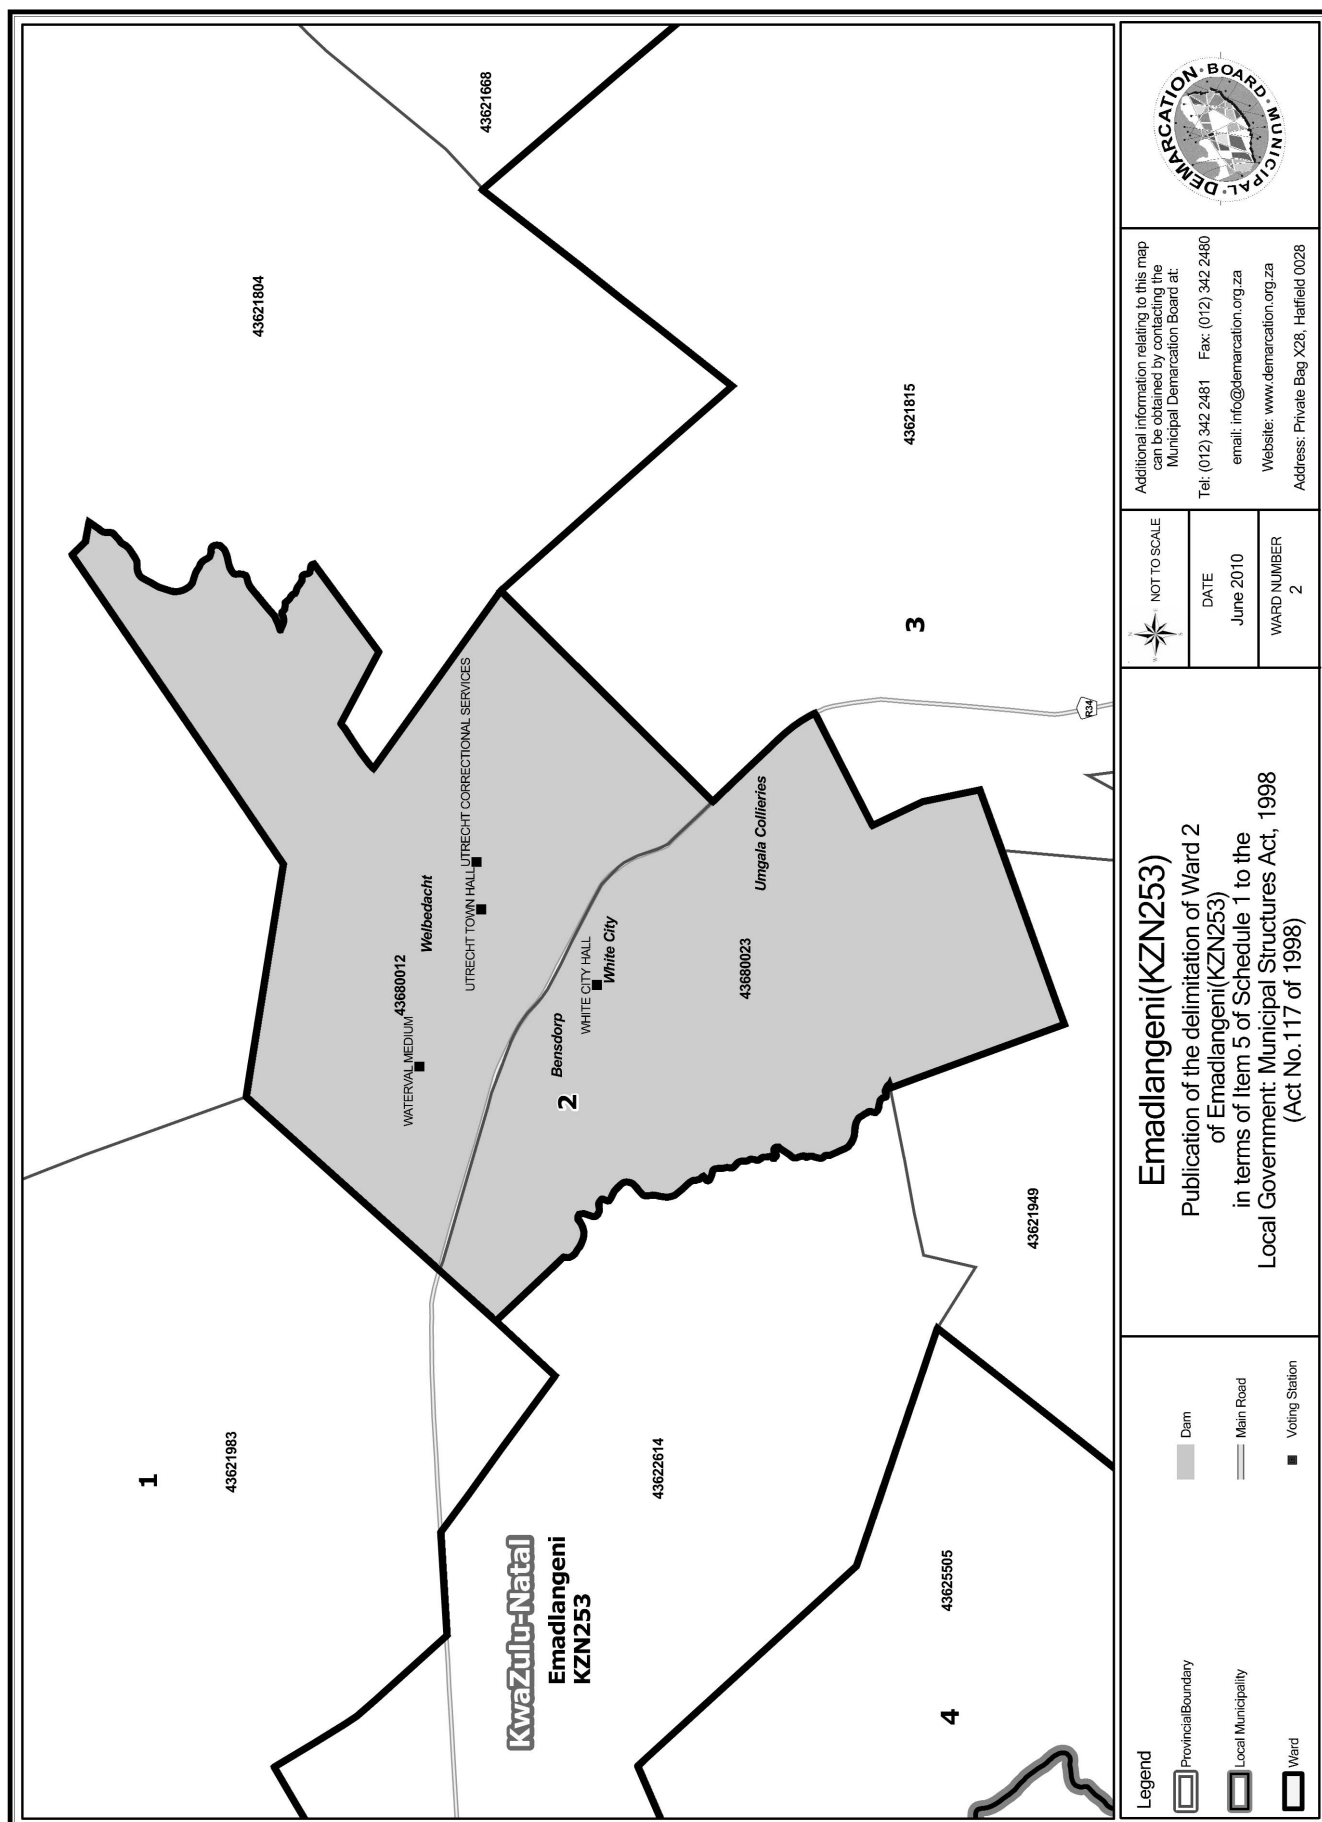 43621668
43621804
43621815
1
43621983
43680012
Welbedacht
WATERVAL MEDIUM
UTRECHT TOWN HALL
UTRECHT CORRECTIONAL SERVICES
WHITE CITY HALL
White City
Bensdorp
2
Umgala Collieries
43680023
3
R34
43621949
43622614
KwaZulu-Natal
Emadlangeni
KZN253
43625505
4
Legend
ProvincialBoundary
Local Municipality
Ward
Dam
Main Road
Voting Station
Emadlangeni(KZN253)
Publication of the delimitation of Ward 2
of Emadlangeni(KZN253)
in terms of Item 5 of Schedule 1 to the
Local Government: Municipal Structures Act, 1998
(Act No.117 of 1998)
NOT TO SCALE
DATE
June 2010
WARD NUMBER
2
Additional information relating to this map
can be obtained by contacting the
Municipal Demarcation Board at:
Tel: (012) 342 2481 Fax: (012) 342 2480
email: info@demarcation.org.za
Website: www.demarcation.org.za
Address: Private Bag X28, Hatfield 0028
MUNICIPAL · DEMARCATION · BOARD ·